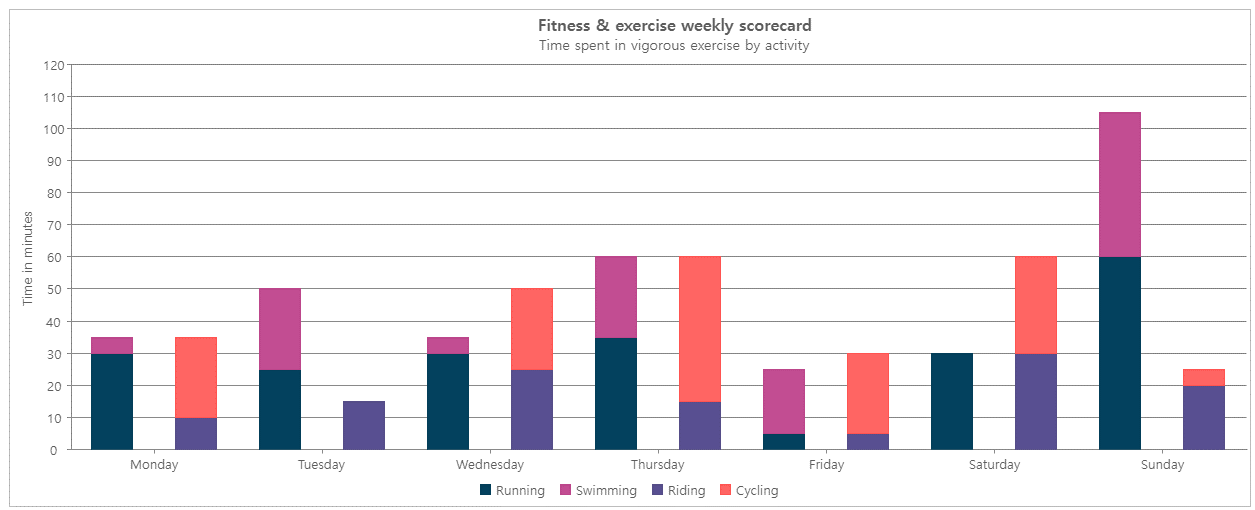 Fitness & exercise weekly scorecard
Time spent in vigorous exercise by activity
Time in minutes
120
110
100
90
80
70
60
50
40
30
20
10
0
Monday Tuesday Wednesday Thursday Friday Saturday Sunday
Running Swimming Riding Cycling